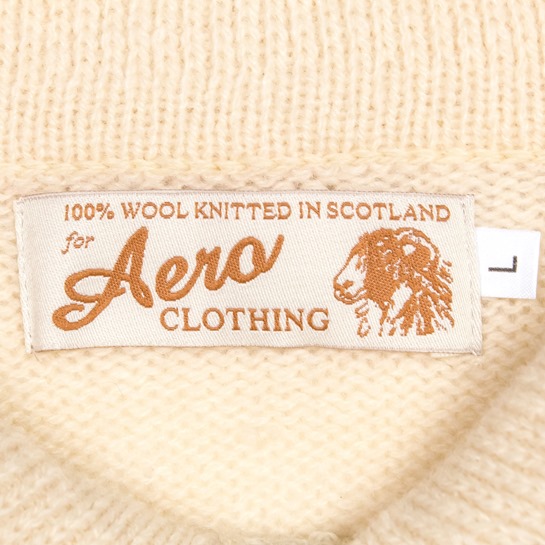 100% WOOL KNITTED IN SCOTLAND
for
Aero
CLOTHING
L